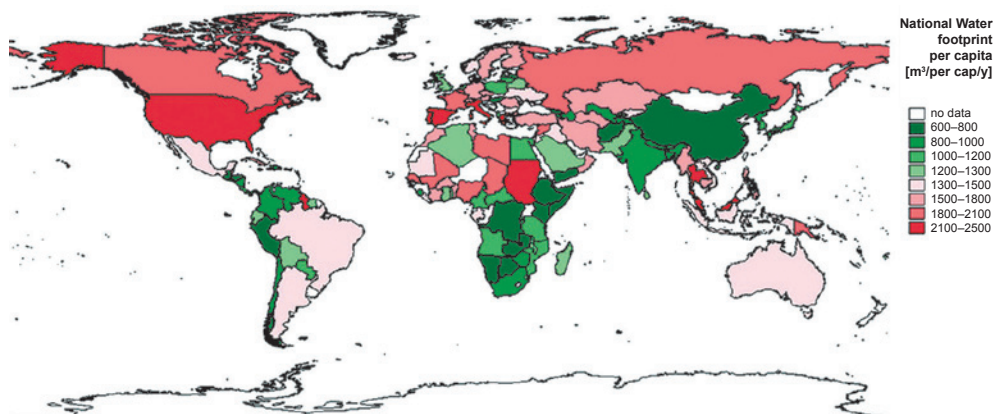 National Water
footprint
per capita
[m³/per cap/y]
no data
600–800
800–1000
1000–1200
1200–1300
1300–1500
1500–1800
1800–2100
2100–2500